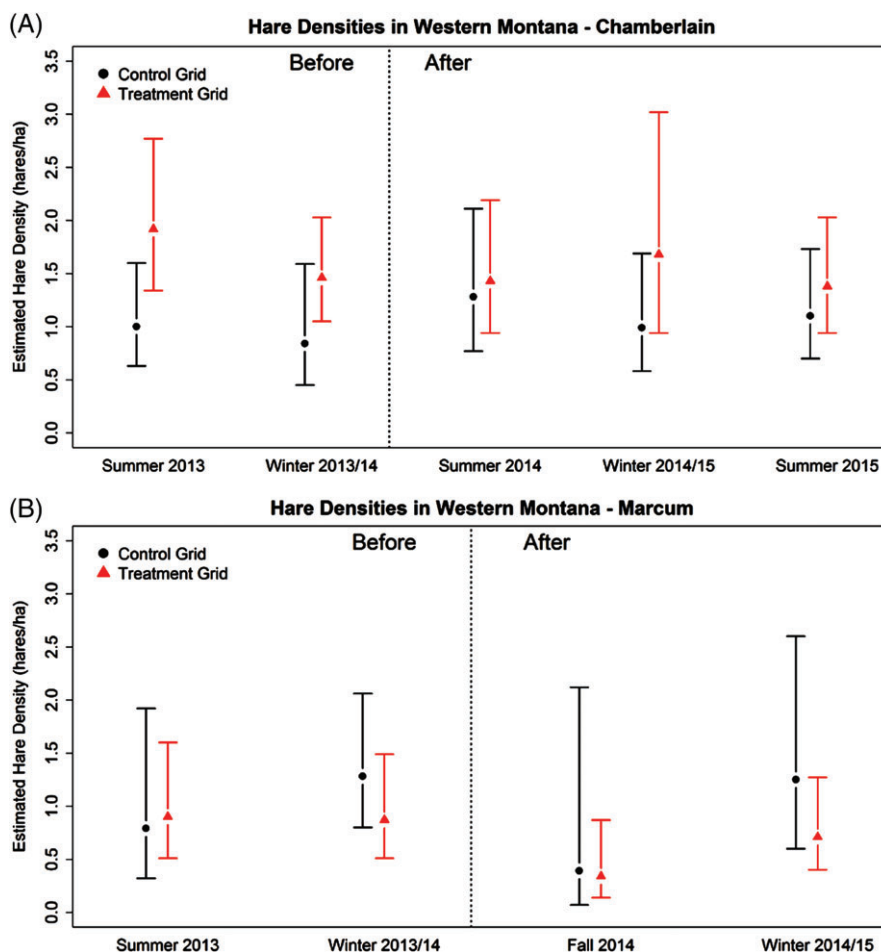 (A)
Hare Densities in Western Montana - Chamberlain
Before After
Control Grid
Treatment Grid
Estimated Hare Density (hares/ha)
3.5
3.0
2.5
2.0
1.5
1.0
0.5
0.0
Summer 2013 Winter 2013/14 Summer 2014 Winter 2014/15 Summer 2015
(B)
Hare Densities in Western Montana - Marcum
Before After
Control Grid
Treatment Grid
Estimated Hare Density (hares/ha)
3.5
3.0
2.5
2.0
1.5
1.0
0.5
0.0
Summer 2013 Winter 2013/14 Fall 2014 Winter 2014/15